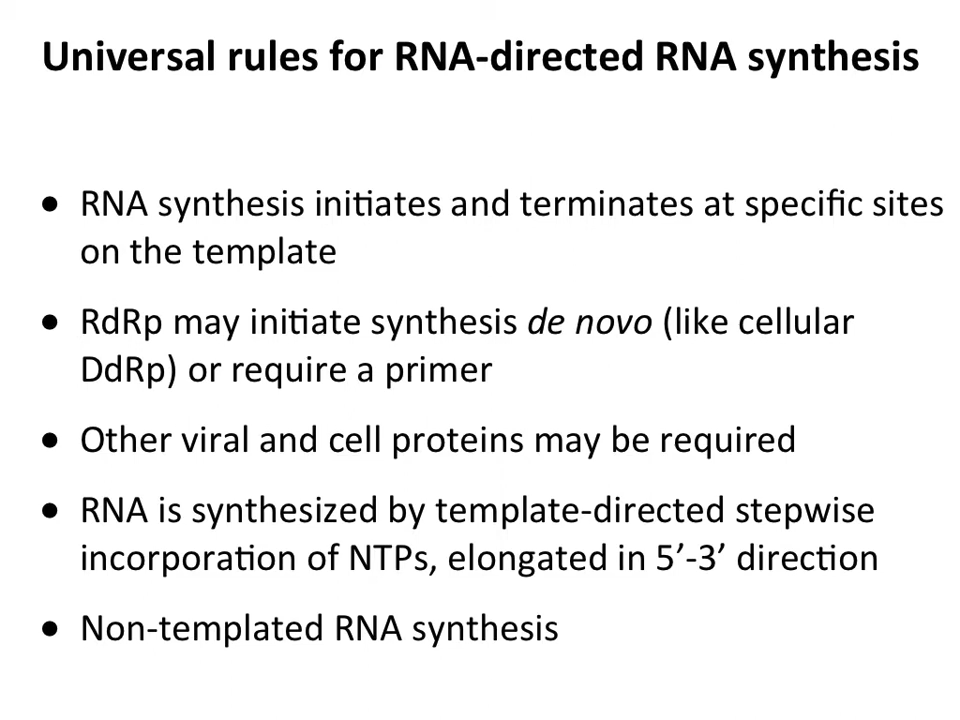 Universal rules for RNA-directed RNA synthesis
• RNA synthesis initiates and terminates at specific sites
on the template
• RdRp may initiate synthesis de novo (like cellular
DdRp) or require a primer
• Other viral and cell proteins may be required
• RNA is synthesized by template-directed stepwise
incorporation of NTPs, elongated in 5’-3’ direction
• Non-templated RNA synthesis